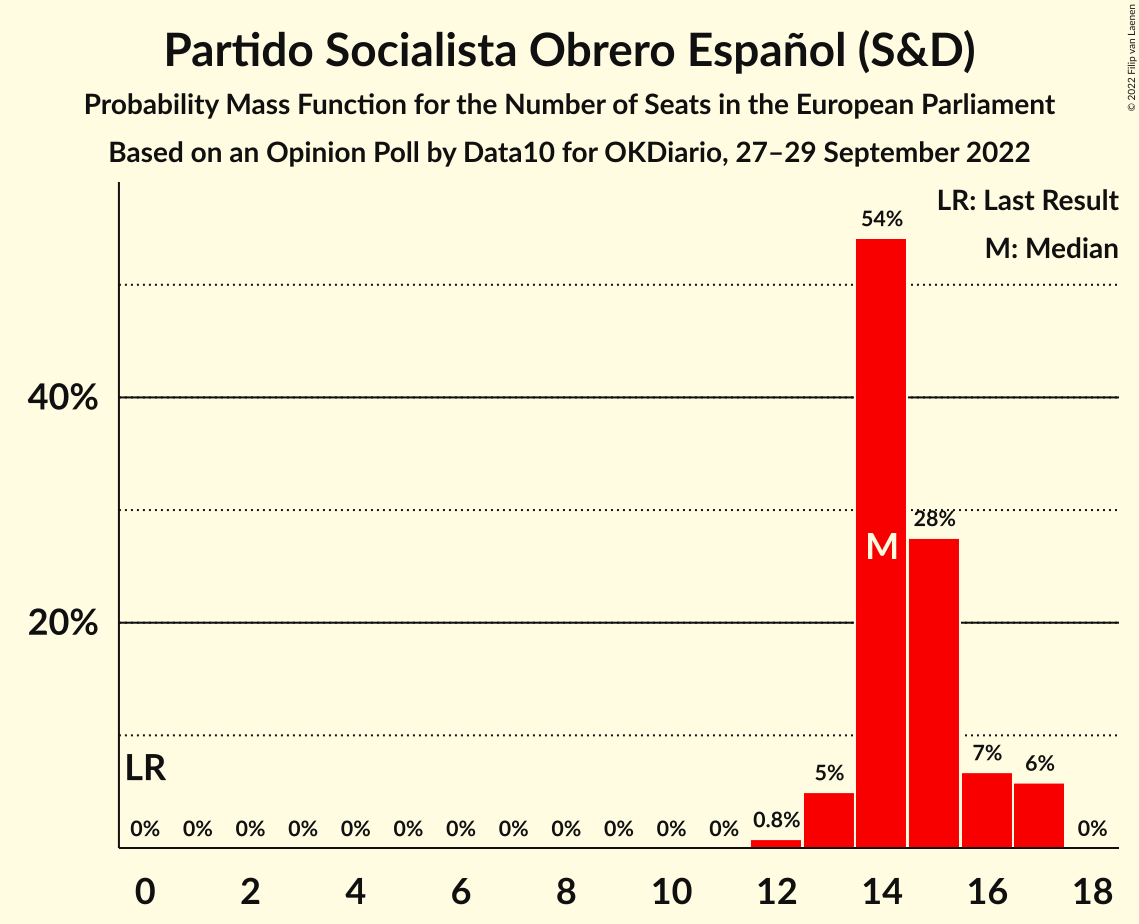 Partido Socialista Obrero Español (S&D)
Probability Mass Function for the Number of Seats in the European Parliament
Based on an Opinion Poll by Data10 for OKDiario, 27–29 September 2022
© 2022 Filip van Laenen
LR: Last Result
M: Median
54%
40%
28%
M
20%
LR
7%
6%
5%
0.8%
0% 0% 0% 0% 0% 0% 0% 0% 0% 0% 0% 0% 0%
0 2 4 6 8 10 12 14 16 18